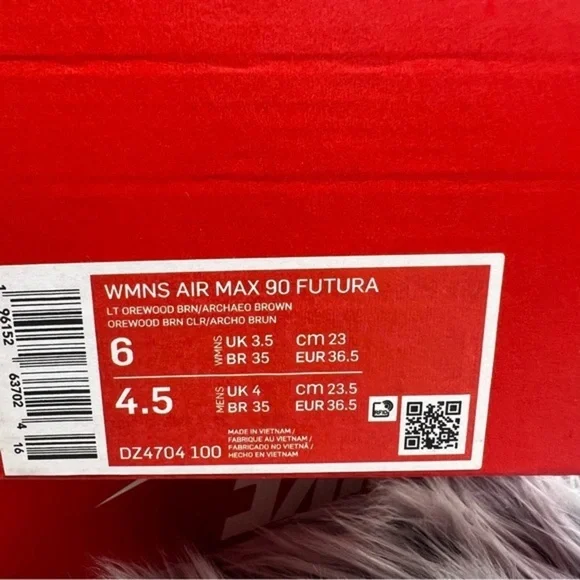 WMNS AIR MAX 90 FUTURA
LT OREWOOD BRN/ARCHAEO BROWN
OREWOOD BRN CLR/ARCHO BRUN
6 WMNS UK 3.5 cm 23
BR 35 EUR 36.5
4.5 MENS UK 4 cm 23.5
BR 35 EUR 36.5
MADE IN VIETNAM /
FABRIQUE AU VIETNAM /
FABRICADO NO VIETNÃ /
HECHO EN VIETNAM
DZ4704 100
RFID
1 96152 63702 4 16
NIKE